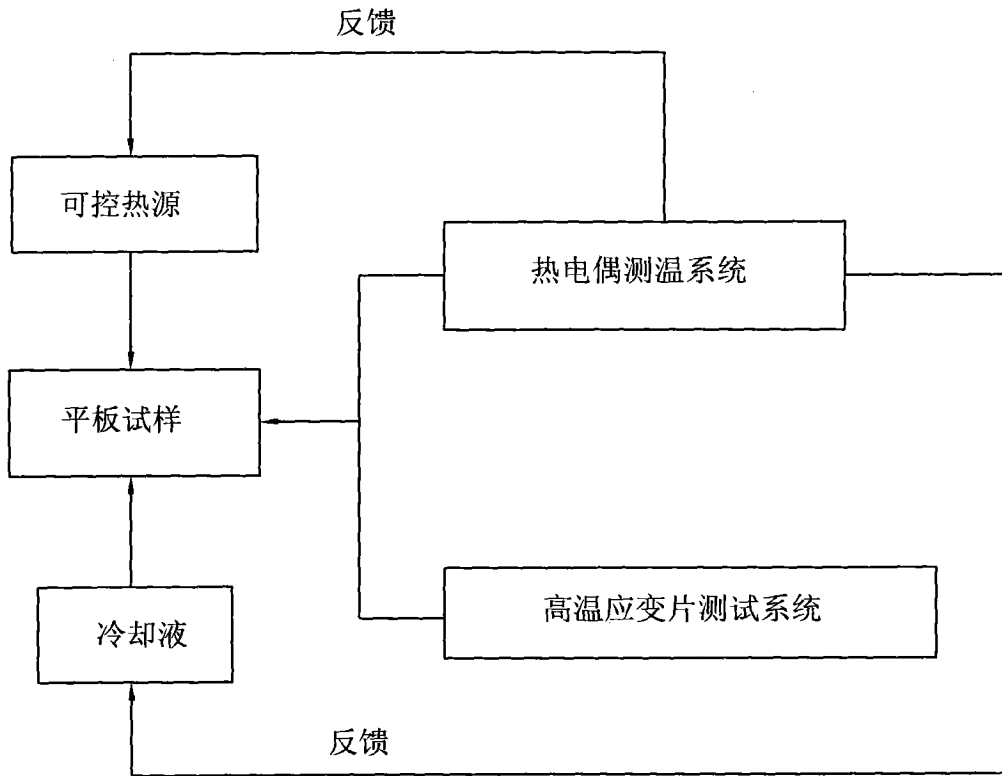 反馈
可控热源
热电偶测温系统
平板试样
高温应变片测试系统
冷却液
反馈